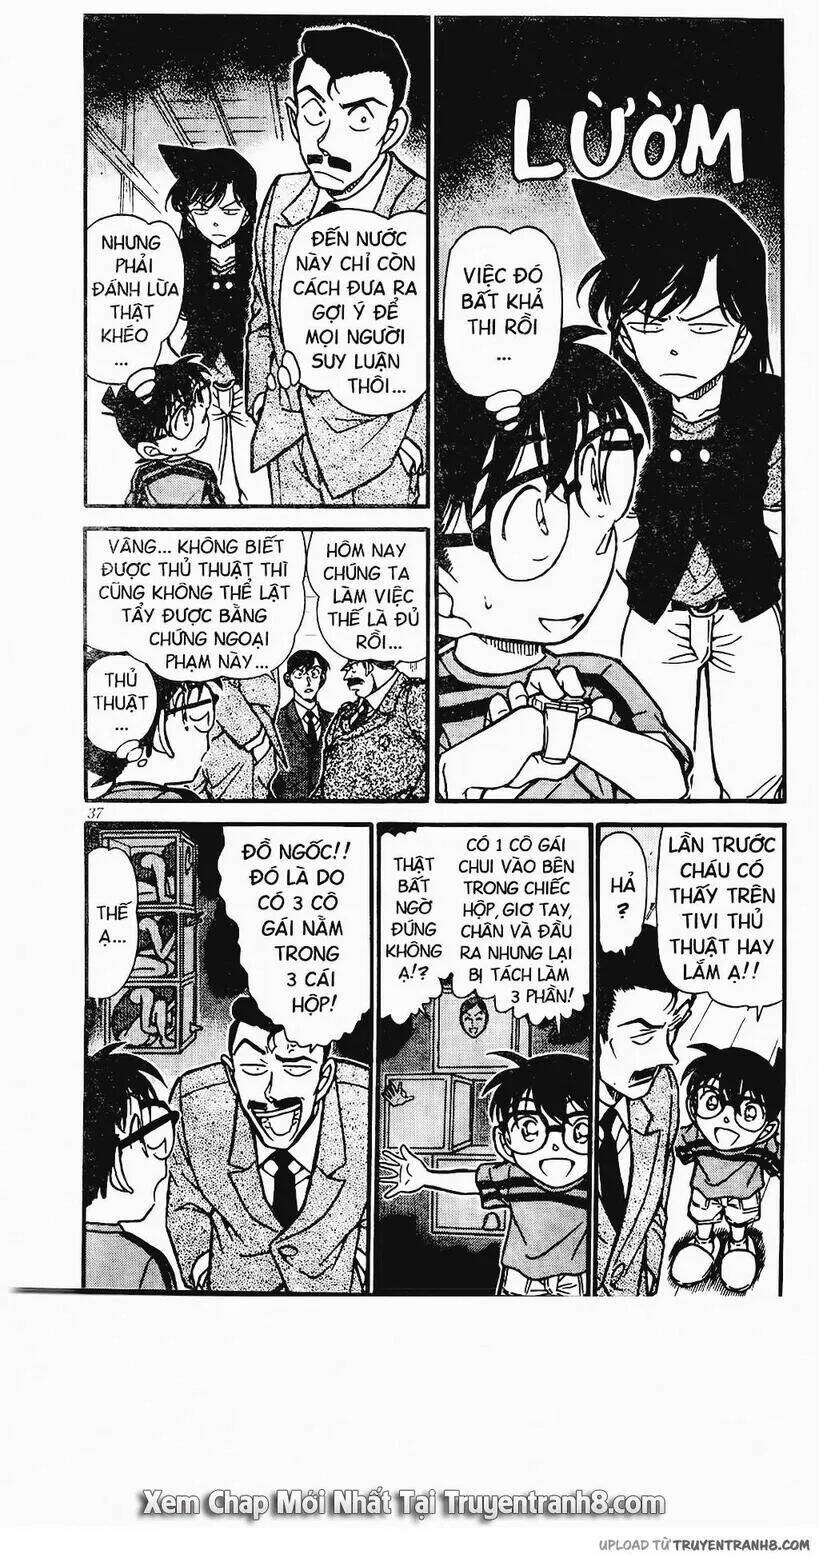 LƯỜM
VIỆC ĐÓ
BẤT KHẢ
THI RỒI
...
ĐẾN NƯỚC
NÀY CHỈ CÒN
CÁCH ĐƯA RA
GỢI Ý ĐỂ
MỌI NGƯỜI
SUY LUẬN
THÔI...
NHƯNG
PHẢI
ĐÁNH LỪA
THẬT
KHÉO
...
HÔM NAY
CHÚNG TA
LÀM VIỆC
THẾ LÀ ĐỦ
RỒI...
VÂNG... KHÔNG BIẾT
ĐƯỢC THỦ THUẬT THÌ
CŨNG KHÔNG THỂ LẬT
TẨY ĐƯỢC BẰNG
CHỨNG NGOẠI
PHẠM NÀY...
THỦ
THUẬT
...
37
LẦN TRƯỚC
CHÁU CÓ
THẤY TRÊN
TIVI THỦ
THUẬT HAY
LẮM Ạ!!
HẢ
?
CÓ 1 CÔ GÁI
CHUI VÀO BÊN
TRONG CHIẾC
HỘP, GIƠ TAY,
CHÂN VÀ ĐẦU
RA NHƯNG LẠI
BỊ TÁCH LÀM
3 PHẦN!
THẬT
BẤT
NGỜ
ĐÚNG
KHÔNG
Ạ!?
ĐỒ NGỐC!!
ĐÓ LÀ DO
CÓ 3 CÔ
GÁI NẰM
TRONG
3 CÁI
HỘP!
THẾ
Ạ...
Xem Chap Mới Nhất Tại Truyentranh8.com
UPLOAD TỪ TRUYENTRANH8.COM